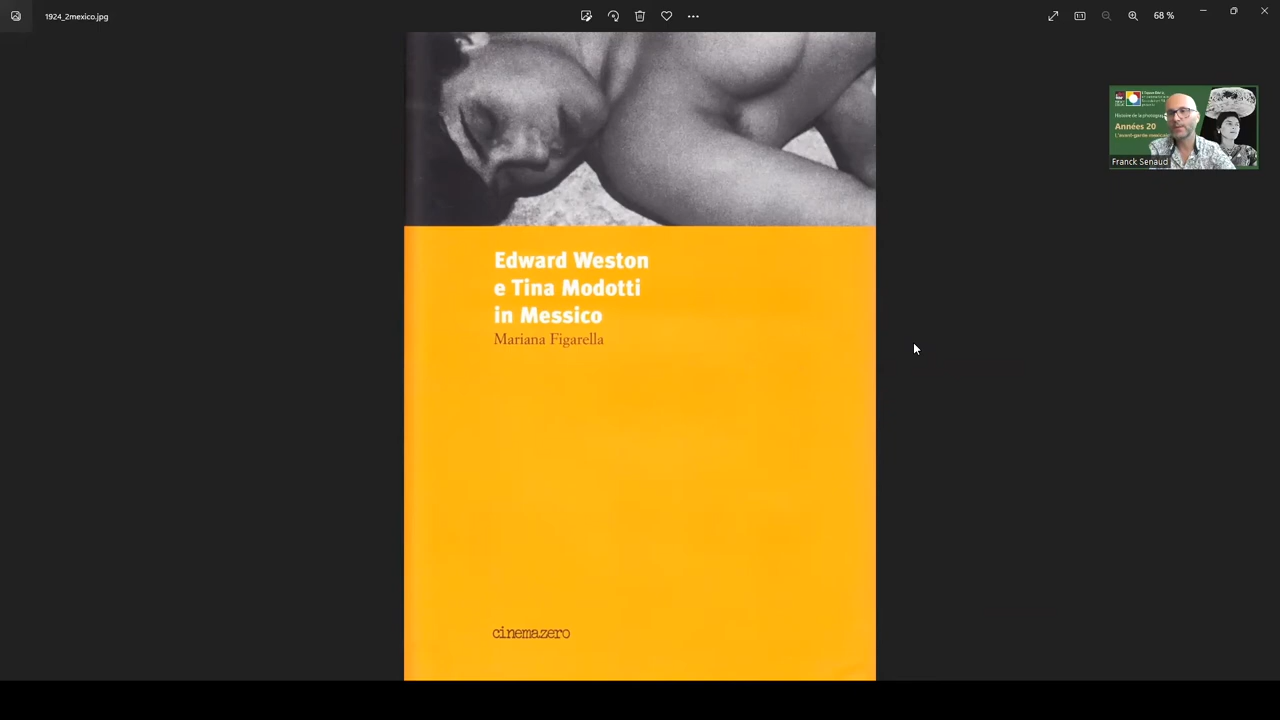 1924_2mexico.jpg
68 %
Années 20
Franck Senaud
Edward Weston
e Tina Modotti
in Messico
Mariana Figarella
cinemazero